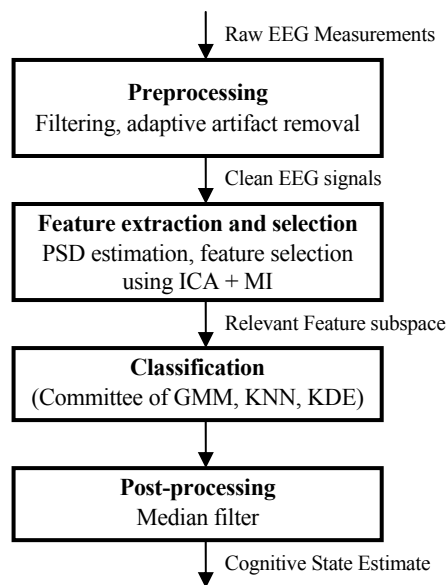 Raw EEG Measurements
Preprocessing
Filtering, adaptive artifact removal
Clean EEG signals
Feature extraction and selection
PSD estimation, feature selection
using ICA + MI
Relevant Feature subspace
Classification
(Committee of GMM, KNN, KDE)
Post-processing
Median filter
Cognitive State Estimate